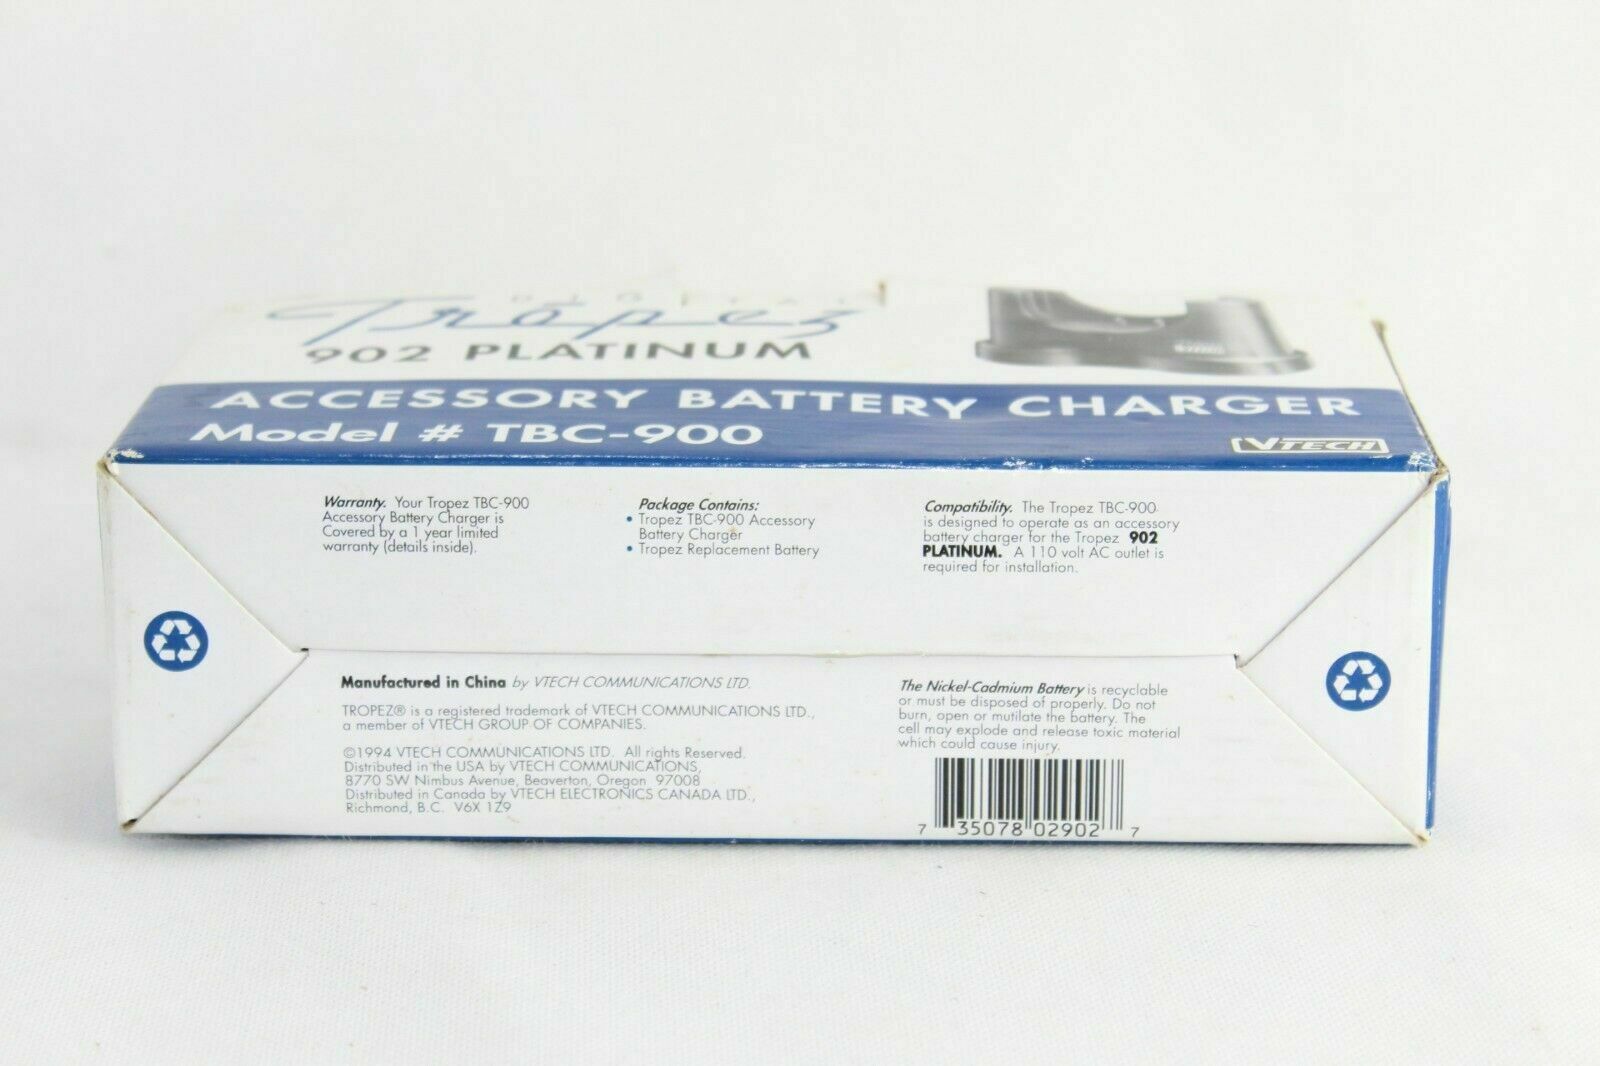 DIGITAL
Tropez
902 PLATINUM
ACCESSORY BATTERY CHARGER
Model # TBC-900
VTECH
Warranty. Your Tropez TBC-900
Accessory Battery Charger is
Covered by a 1 year limited
warranty (details inside).
Package Contains:
• Tropez TBC-900 Accessory
Battery Charger
• Tropez Replacement Battery
Compatibility. The Tropez TBC-900
is designed to operate as an accessory
battery charger for the Tropez 902
PLATINUM. A 110 volt AC outlet is
required for installation.
Manufactured in China by VTECH COMMUNICATIONS LTD.
TROPEZ® is a registered trademark of VTECH COMMUNICATIONS LTD.,
a member of VTECH GROUP OF COMPANIES.
©1994 VTECH COMMUNICATIONS LTD. All rights Reserved.
Distributed in the USA by VTECH COMMUNICATIONS,
8770 SW Nimbus Avenue, Beaverton, Oregon 97008
Distributed in Canada by VTECH ELECTRONICS CANADA LTD.,
Richmond, B.C. V6X 1Z9
The Nickel-Cadmium Battery is recyclable
or must be disposed of properly. Do not
burn, open or mutilate the battery. The
cell may explode and release toxic material
which could cause injury.
7 35078 02902 7